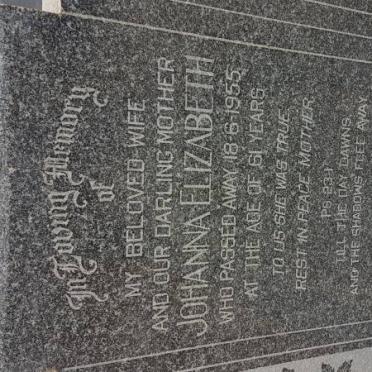 In Loving Memory
of
MY BELOVED WIFE
AND OUR DARLING MOTHER
JOHANNA ELIZABETH
WHO PASSED AWAY 18·6·1955
AT THE AGE OF 61 YEARS
TO US SHE WAS TRUE
REST IN PEACE MOTHER
PS 23:1
TILL THE DAY DAWNS,
AND THE SHADOWS FLEE AWAY